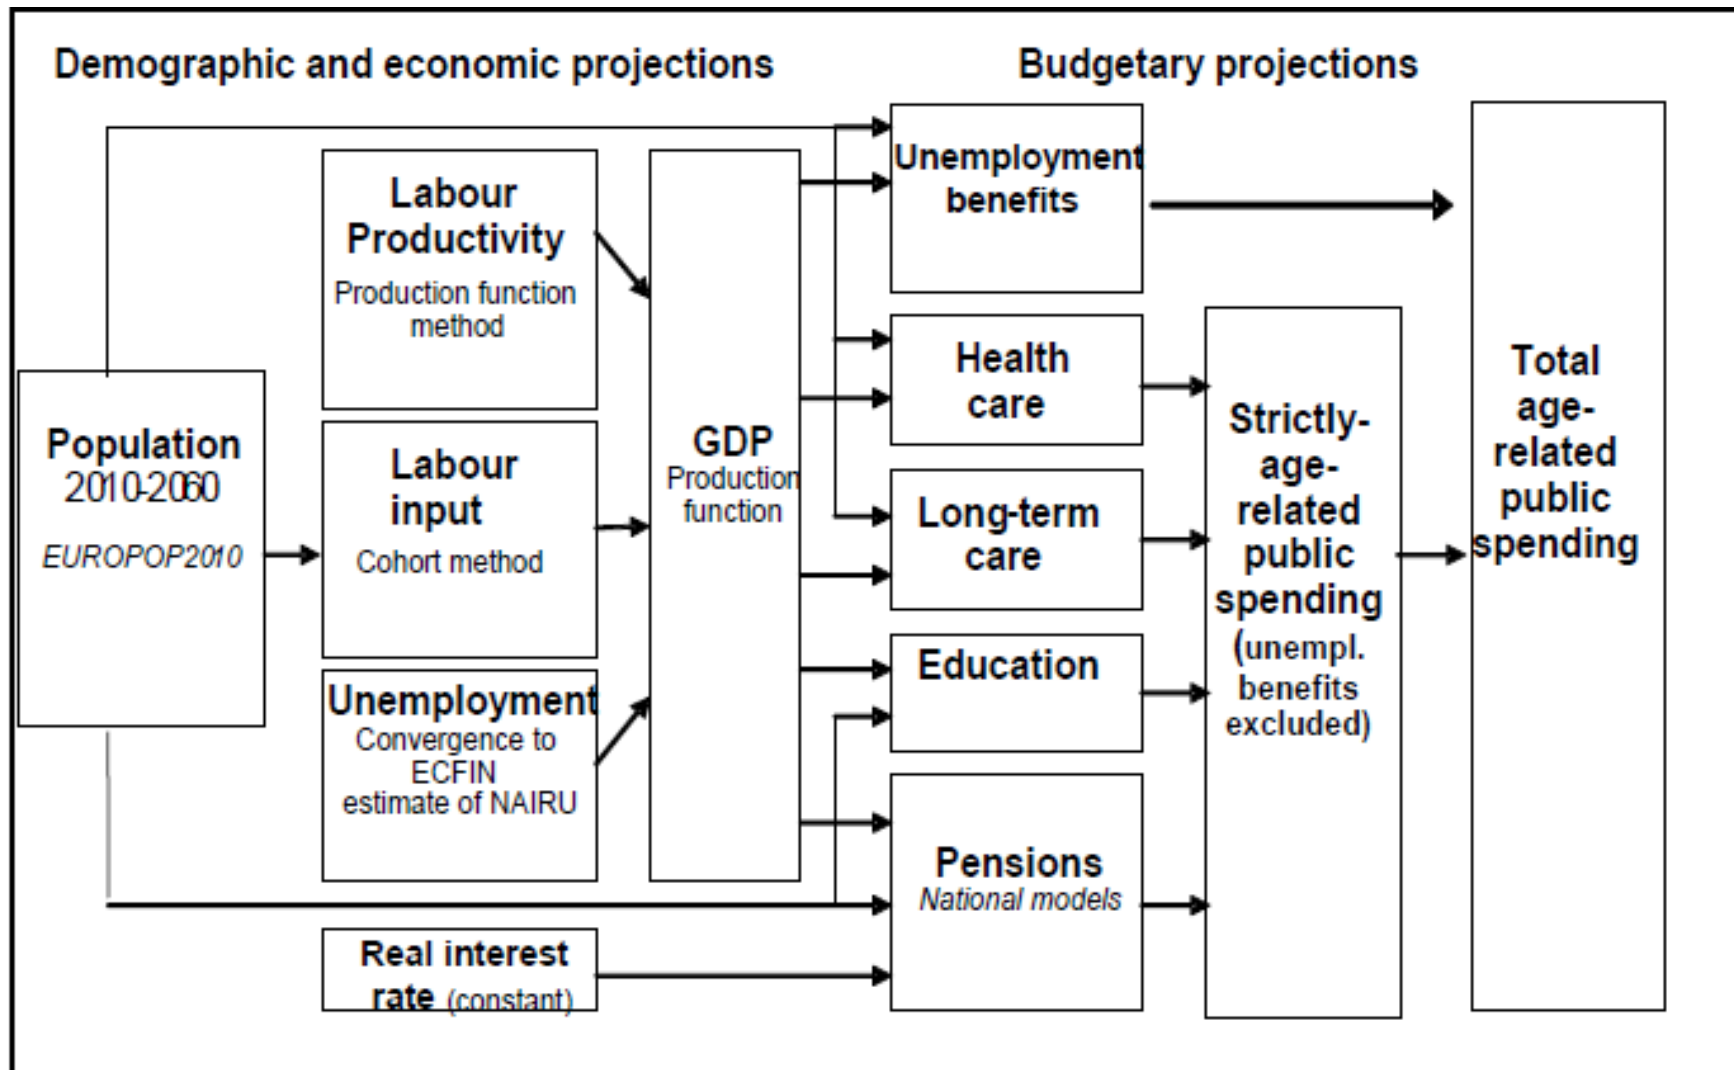 Demographic and economic projections
Budgetary projections
Population
2010-2060
EUROPOP2010
Labour
Productivity
Production function
method
Labour
input
Cohort method
Unemployment
Convergence to
ECFIN
estimate of NAIRU
Real interest
rate (constant)
GDP
Production
function
Unemployment
benefits
Health
care
Long-term
care
Education
Pensions
National models
Strictly-
age-
related
public
spending
(unempl.
benefits
excluded)
Total
age-
related
public
spending